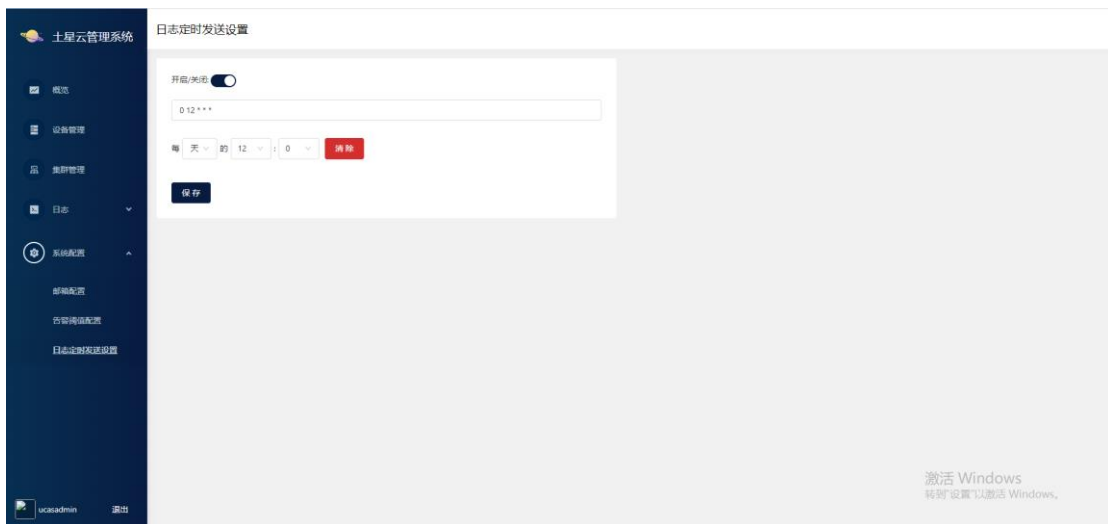 土星云管理系统
日志定时发送设置
概览
设备管理
集群管理
日志
系统配置
邮箱配置
告警阈值配置
日志定时发送设置
ucasadmin 退出
开启/关闭:
0 12 * * *
每 天 的 12 : 0 清除
保存
激活 Windows
转到"设置"以激活 Windows。